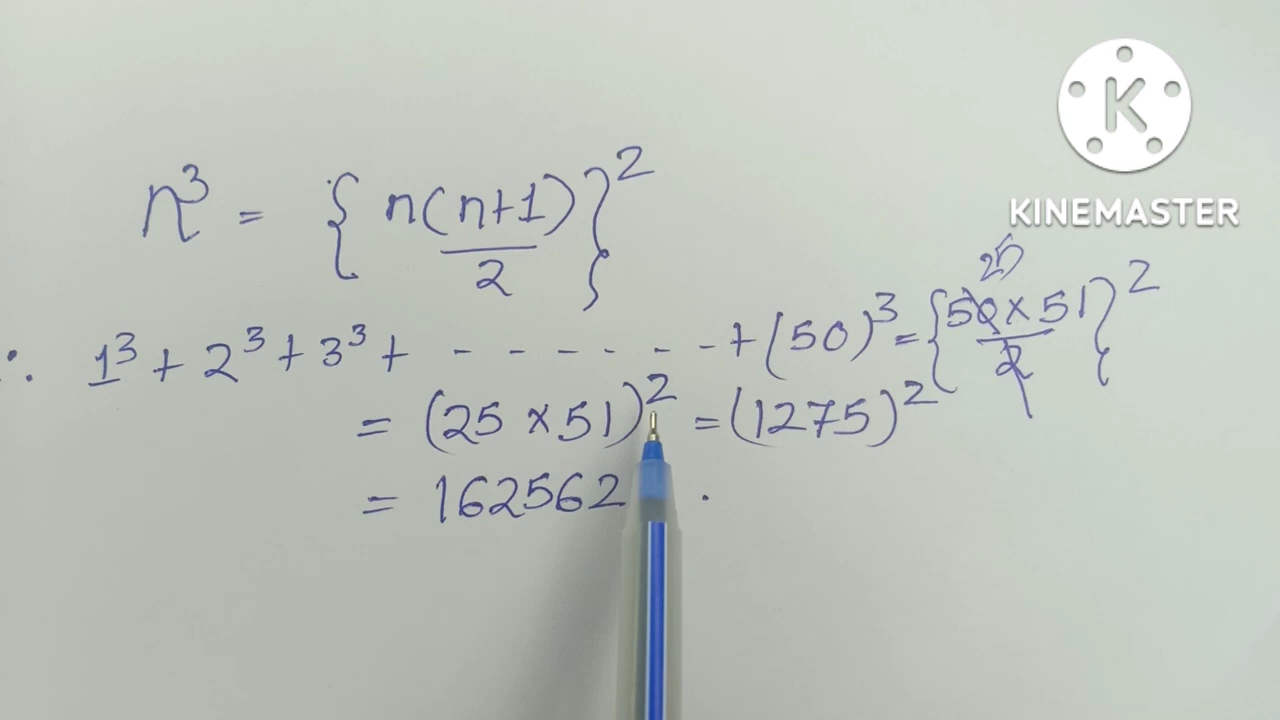 KINEMASTER
n³ = { n(n+1) / 2 }²
∴ 1³ + 2³ + 3³ + - - - - - - + (50)³ = { 50 × 51 / 2 }²
25
= (25 × 51)² = (1275)²
= 162562 .